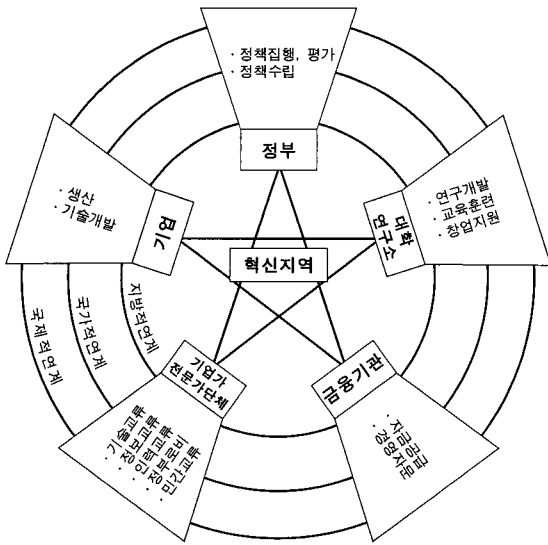 · 정책집행, 평가
· 정책수립
정부
· 생산
· 기술개발
기업
· 연구개발
· 교육훈련
· 창업지원
대학
연구소
혁신지역
지방적연계
국가적연계
국제적연계
기업가
전문가단체
· 기술교류
· 정보교류
· 인력교류
· 정부로비
· 민간교류
금융기관
· 자금공급
· 경영자문